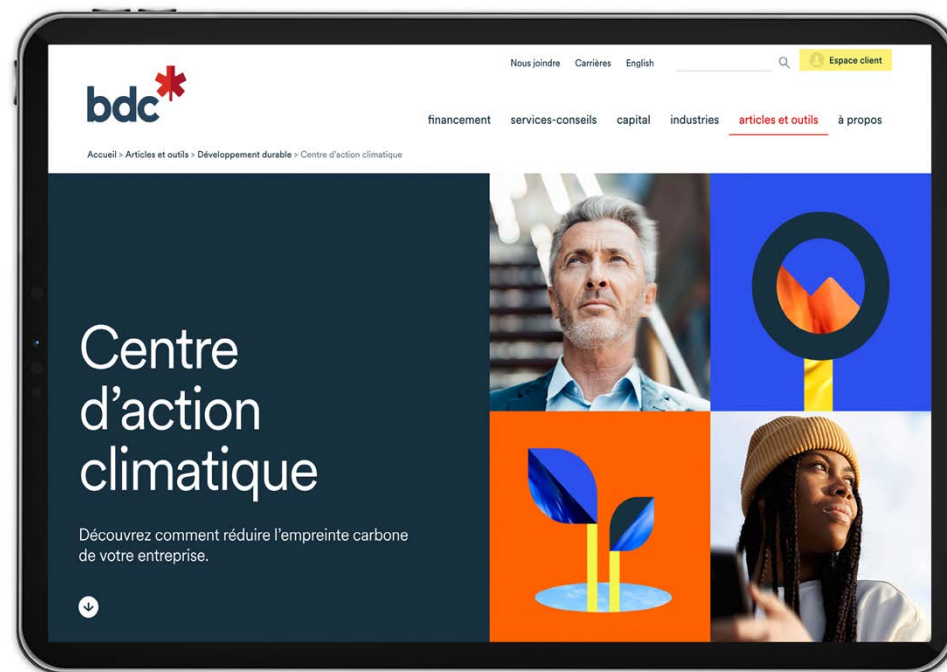 Nous joindre Carrières English Espace client
bdc
financement services-conseils capital industries articles et outils à propos
Accueil > Articles et outils > Développement durable > Centre d'action climatique
Centre
d'action
climatique
Découvrez comment réduire l'empreinte carbone
de votre entreprise.